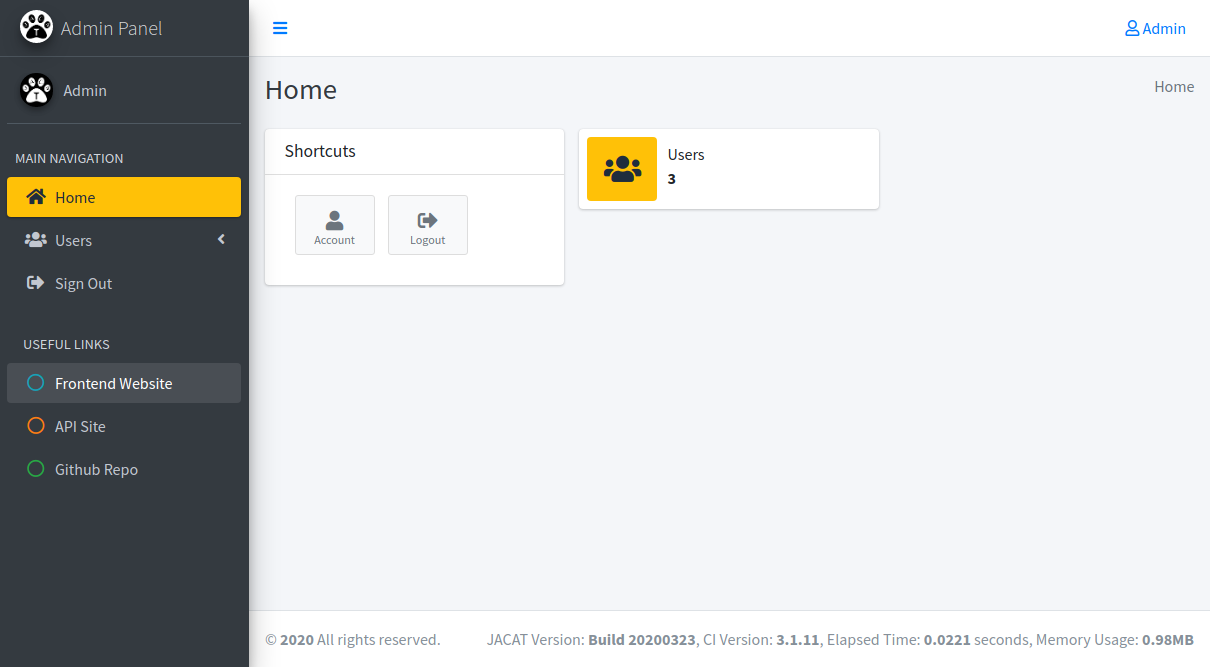 Admin Panel
Admin
Admin
MAIN NAVIGATION
Home
Users
Sign Out
USEFUL LINKS
Frontend Website
API Site
Github Repo
Home
Home
Shortcuts
Account
Logout
Users
3
© 2020 All rights reserved.
JACAT Version: Build 20200323, CI Version: 3.1.11, Elapsed Time: 0.0221 seconds, Memory Usage: 0.98MB